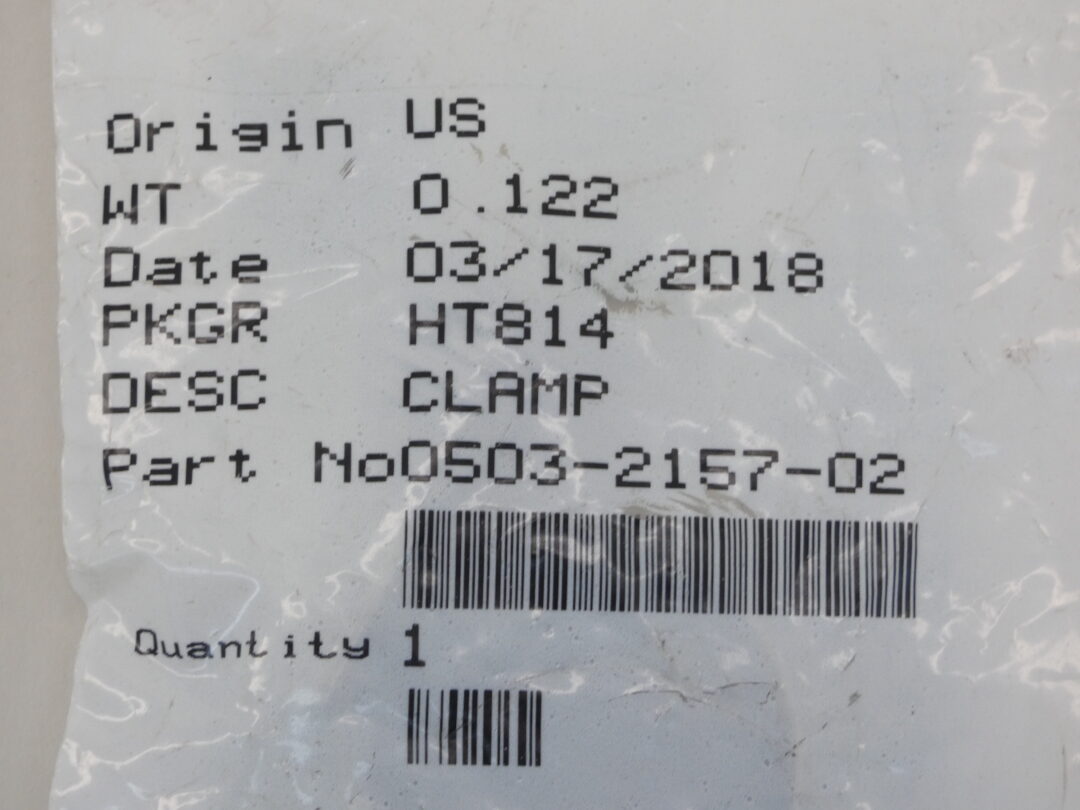 Origin US
WT 0.122
Date 03/17/2018
PKGR HT814
DESC CLAMP
Part No0503-2157-02
Quantity 1